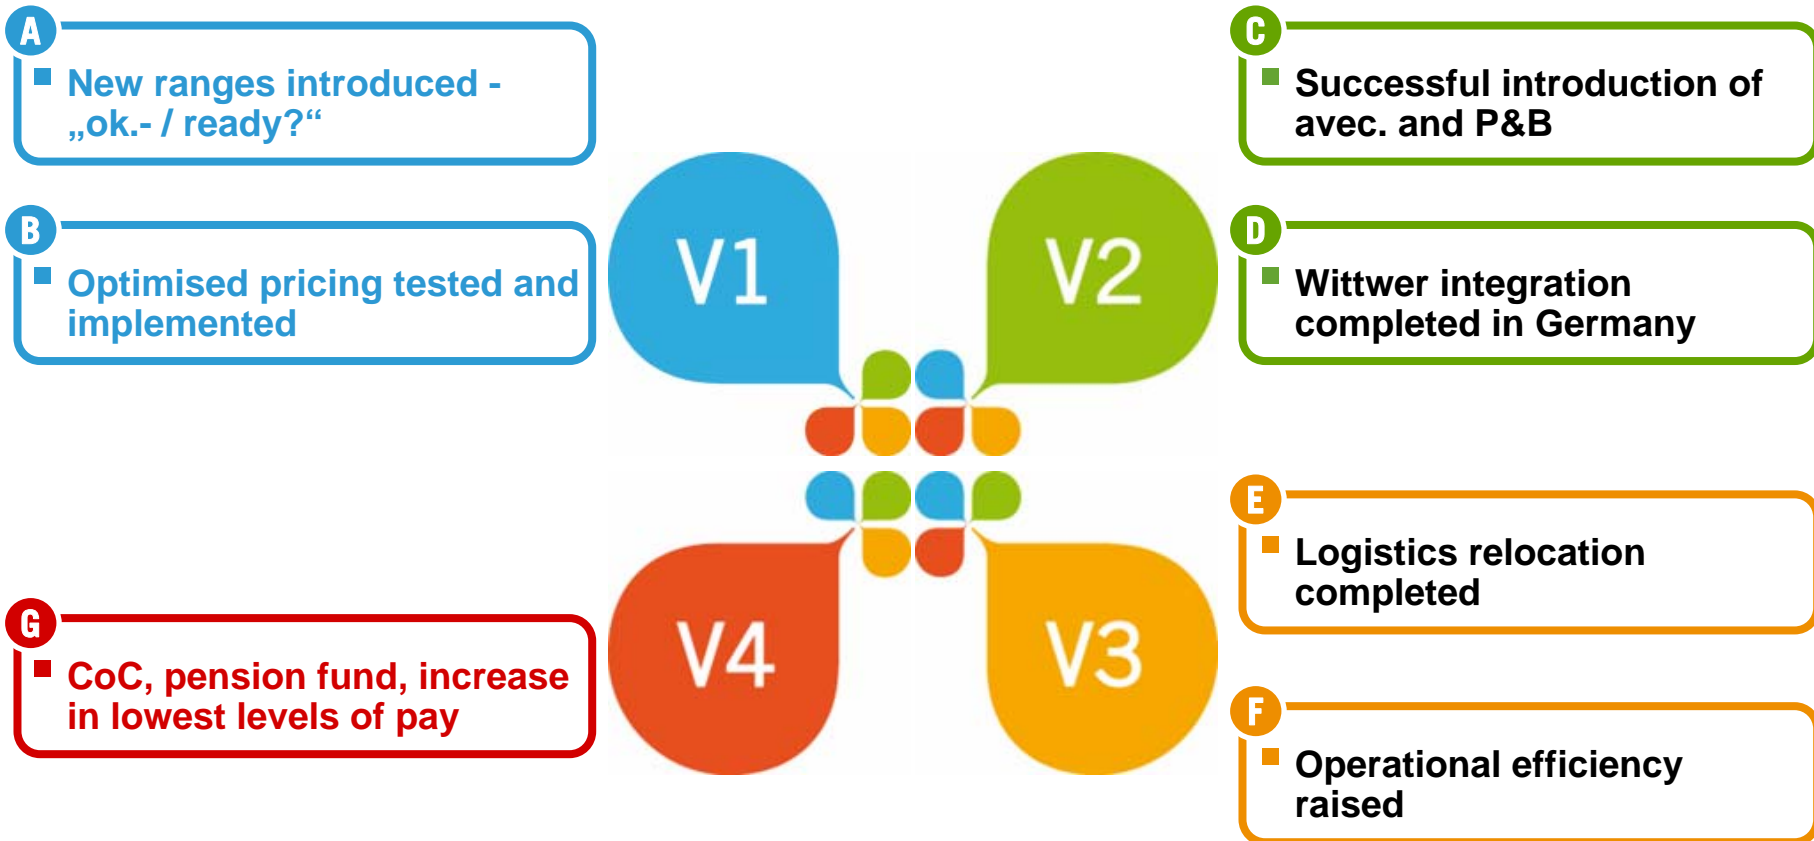 A
New ranges introduced -
„ok.- / ready?“
B
Optimised pricing tested and
implemented
C
Successful introduction of
avec. and P&B
D
Wittwer integration
completed in Germany
V1
V2
V4
V3
G
CoC, pension fund, increase
in lowest levels of pay
E
Logistics relocation
completed
F
Operational efficiency
raised